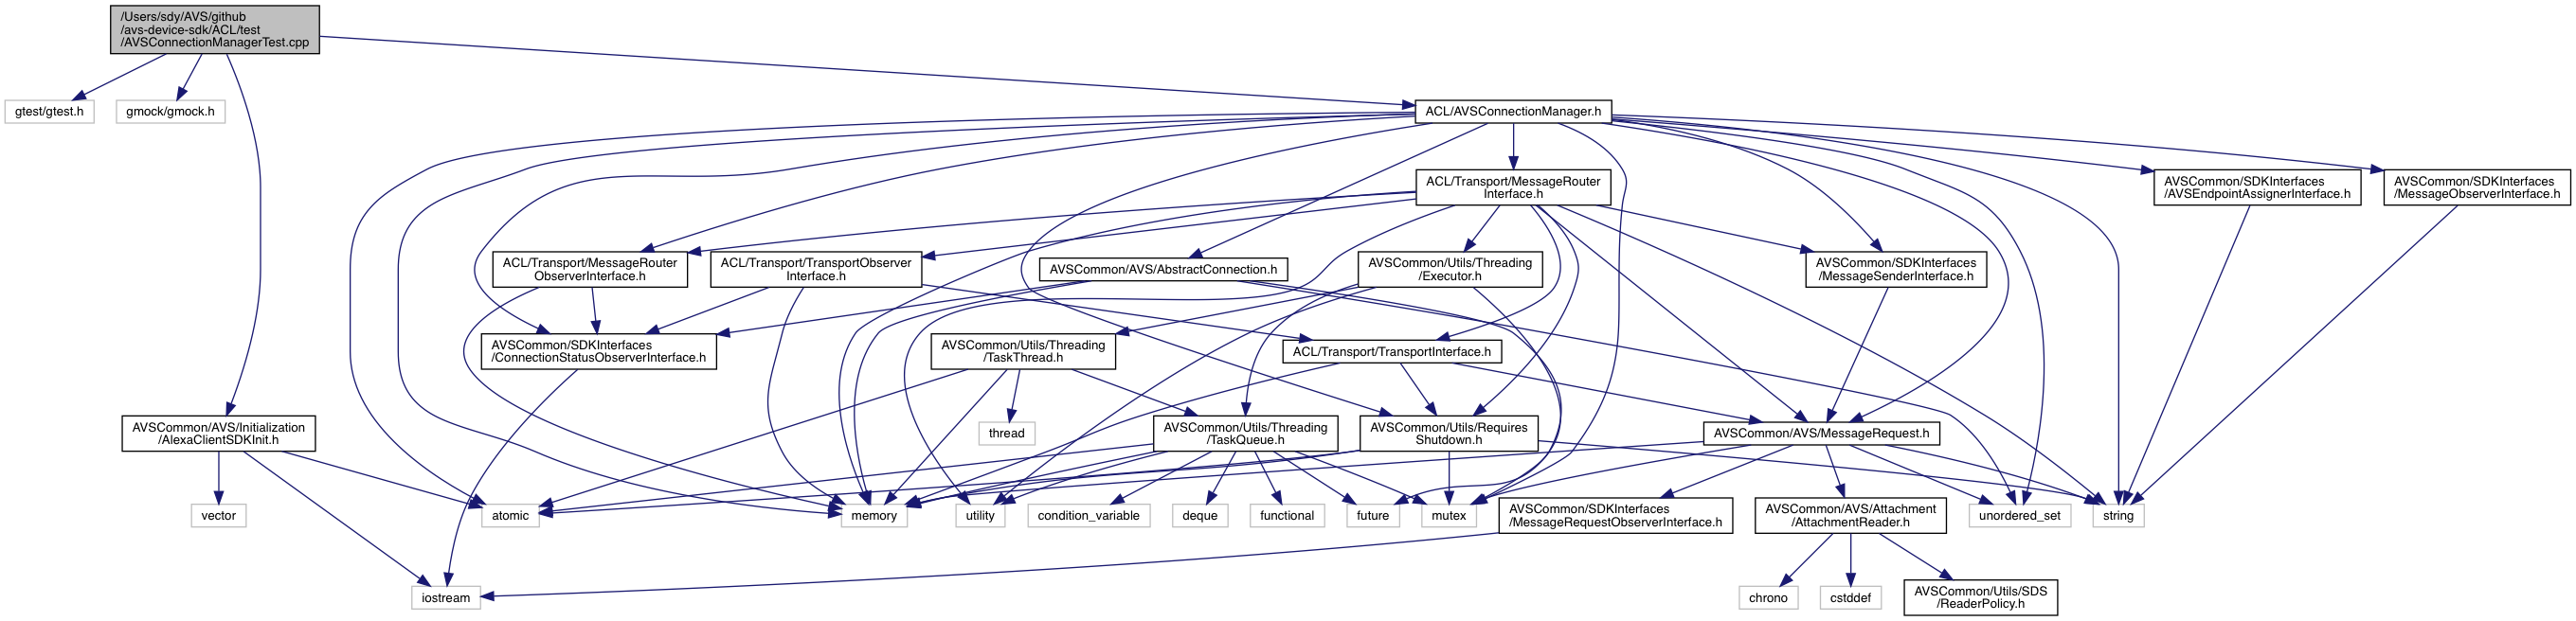 /Users/sdy/AVS/github
/avs-device-sdk/ACL/test
/AVSConnectionManagerTest.cpp
gtest/gtest.h
gmock/gmock.h
ACL/AVSConnectionManager.h
ACL/Transport/MessageRouter
Interface.h
AVSCommon/SDKInterfaces
/AVSEndpointAssignerInterface.h
AVSCommon/SDKInterfaces
/MessageObserverInterface.h
ACL/Transport/MessageRouter
ObserverInterface.h
ACL/Transport/TransportObserver
Interface.h
AVSCommon/AVS/AbstractConnection.h
AVSCommon/Utils/Threading
/Executor.h
AVSCommon/SDKInterfaces
/MessageSenderInterface.h
AVSCommon/SDKInterfaces
/ConnectionStatusObserverInterface.h
AVSCommon/Utils/Threading
/TaskThread.h
ACL/Transport/TransportInterface.h
AVSCommon/AVS/Initialization
/AlexaClientSDKInit.h
thread
AVSCommon/Utils/Threading
/TaskQueue.h
AVSCommon/Utils/Requires
Shutdown.h
AVSCommon/AVS/MessageRequest.h
vector
atomic
memory
utility
condition_variable
deque
functional
future
mutex
AVSCommon/SDKInterfaces
/MessageRequestObserverInterface.h
AVSCommon/AVS/Attachment
/AttachmentReader.h
unordered_set
string
iostream
chrono
cstddef
AVSCommon/Utils/SDS
/ReaderPolicy.h